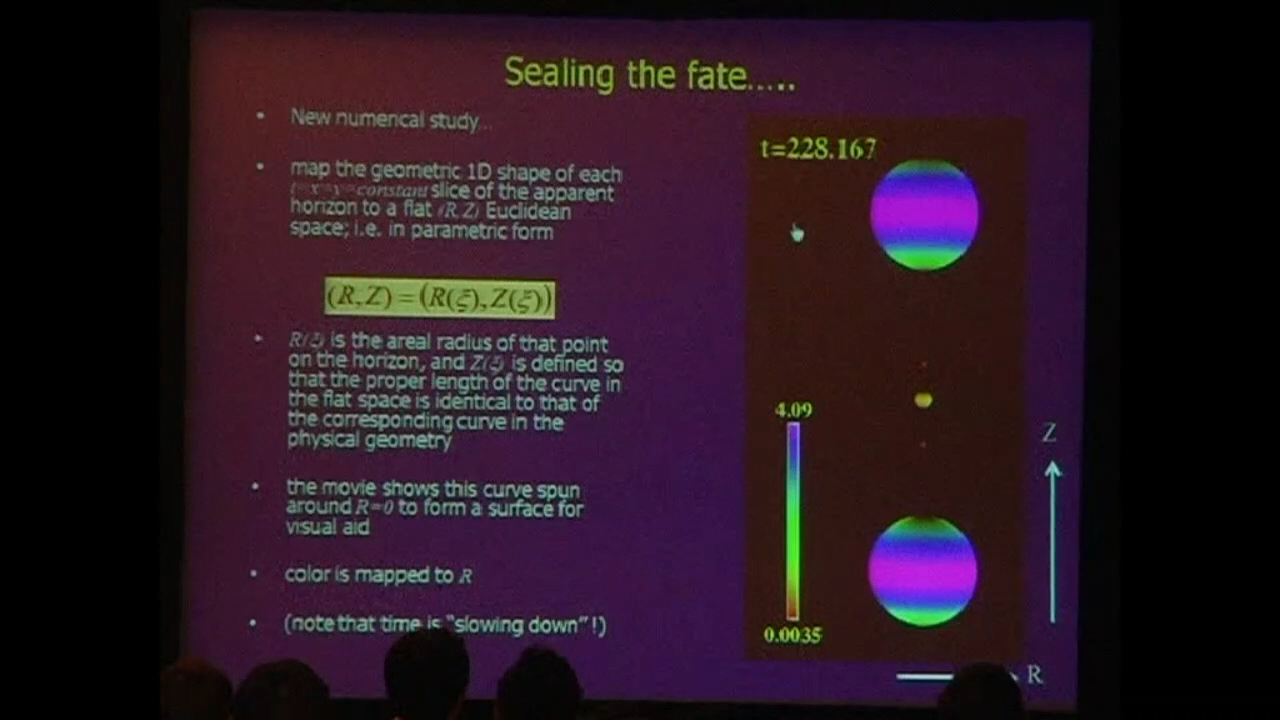 Sealing the fate.....
• New numerical study...
• map the geometric 1D shape of each
t=x=y=constant slice of the apparent
horizon to a flat (R,Z) Euclidean
space; i.e. in parametric form
(R,Z)=(R(ξ),Z(ξ))
• R(ξ) is the areal radius of that point
on the horizon, and Z(ξ) is defined so
that the proper length of the curve in
the flat space is identical to that of
the corresponding curve in the
physical geometry
• the movie shows this curve spun
around R=0 to form a surface for
visual aid
• color is mapped to R
• (note that time is "slowing down"!)
t=228.167
4.09
0.0035
Z
R